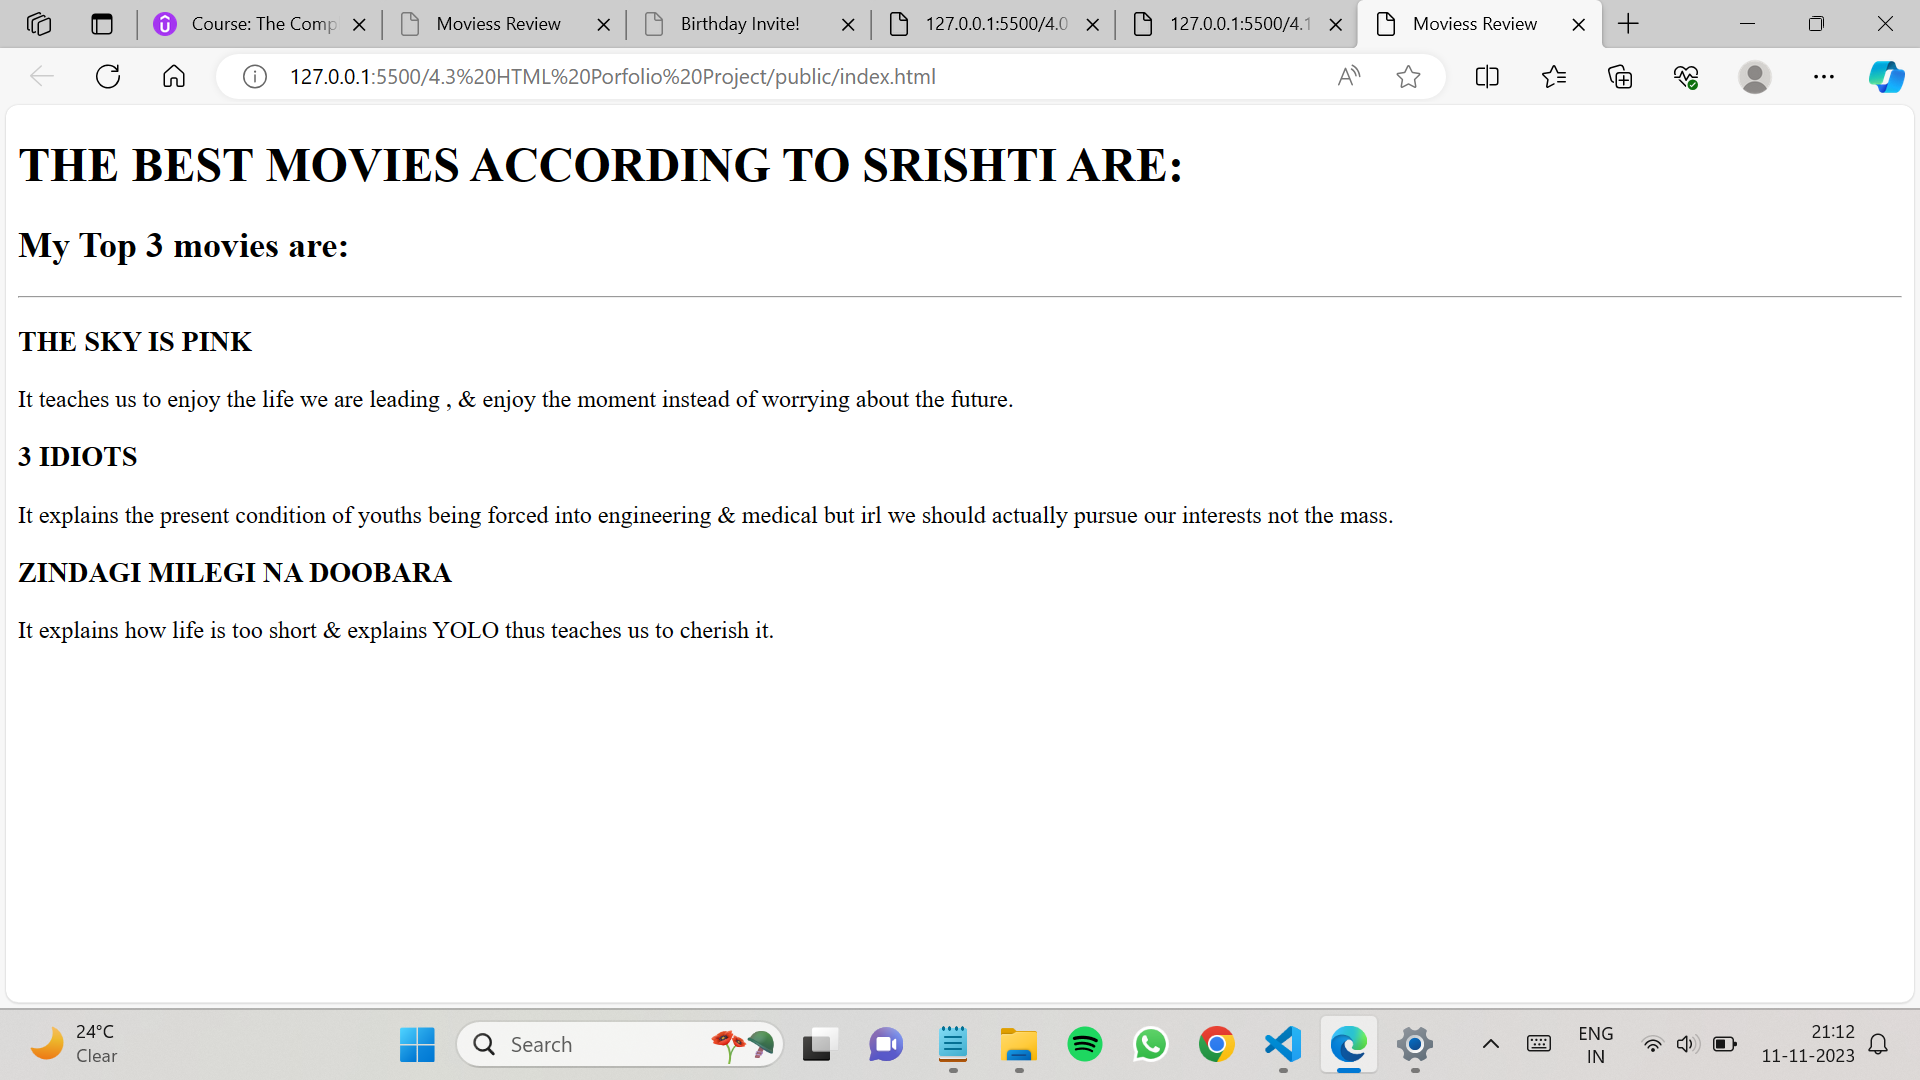 Course: The Comp
Moviess Review
Birthday Invite!
127.0.0.1:5500/4.0
127.0.0.1:5500/4.1
Moviess Review
127.0.0.1:5500/4.3%20HTML%20Porfolio%20Project/public/index.html
THE BEST MOVIES ACCORDING TO SRISHTI ARE:
My Top 3 movies are:
THE SKY IS PINK
It teaches us to enjoy the life we are leading , & enjoy the moment instead of worrying about the future.
3 IDIOTS
It explains the present condition of youths being forced into engineering & medical but irl we should actually pursue our interests not the mass.
ZINDAGI MILEGI NA DOOBARA
It explains how life is too short & explains YOLO thus teaches us to cherish it.
24°C
Clear
Search
ENG
IN
21:12
11-11-2023